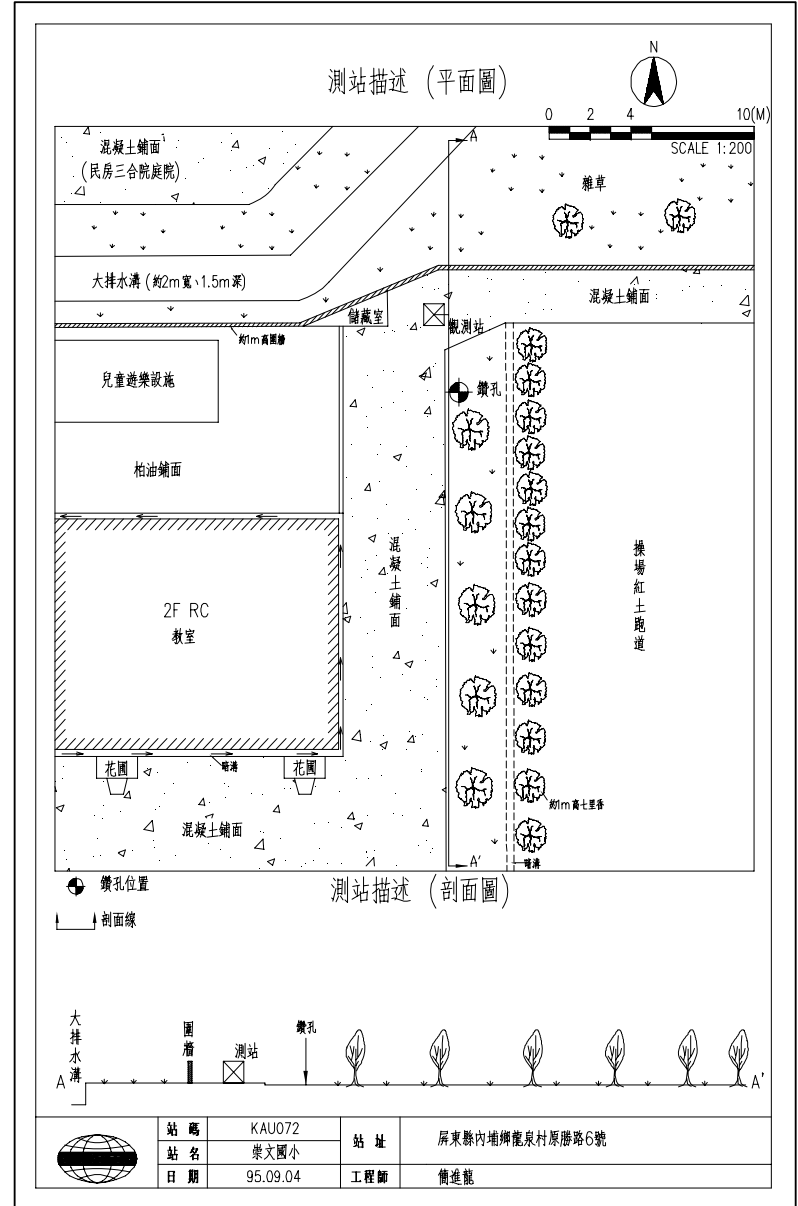 測站描述 (平面圖)
N
0 2 4 10(M)
SCALE 1:200
A
混凝土鋪面
(民房三合院庭院)
雜草
大排水溝 (約2m寬、1.5m深)
混凝土鋪面
儲藏室
觀測站
約1m高圍牆
兒童遊樂設施
鑽孔
柏油鋪面
混凝土鋪面
操場紅土跑道
2F RC
教室
花圃
暗溝
花圃
約1m高七里香
混凝土鋪面
A'
暗溝
鑽孔位置
測站描述 (剖面圖)
剖面線
大排水溝
圍牆
測站
鑽孔
A
A'
站碼 KAU072 站址 屏東縣內埔鄉龍泉村原勝路6號
站名 崇文國小
日期 95.09.04 工程師 簡進龍